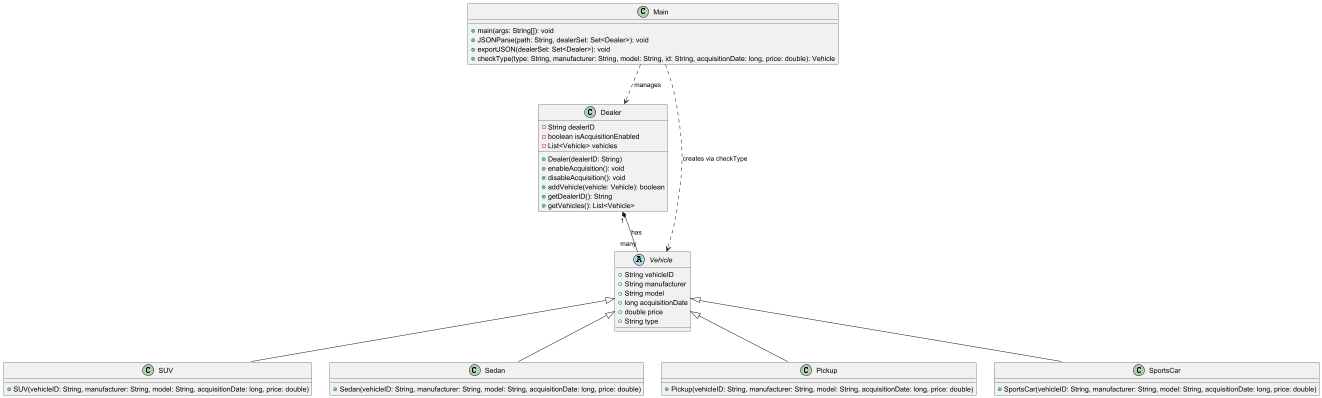 C Main
main(args: String[]): void
JSONParse(path: String, dealerSet: Set<Dealer>): void
exportJSON(dealerSet: Set<Dealer>): void
checkType(type: String, manufacturer: String, model: String, id: String, acquisitionDate: long, price: double): Vehicle
manages
creates via checkType
C Dealer
String dealerID
boolean isAcquisitionEnabled
List<Vehicle> vehicles
Dealer(dealerID: String)
enableAcquisition(): void
disableAcquisition(): void
addVehicle(vehicle: Vehicle): boolean
getDealerID(): String
getVehicles(): List<Vehicle>
1
has
many
A Vehicle
String vehicleID
String manufacturer
String model
long acquisitionDate
double price
String type
C SUV
SUV(vehicleID: String, manufacturer: String, model: String, acquisitionDate: long, price: double)
C Sedan
Sedan(vehicleID: String, manufacturer: String, model: String, acquisitionDate: long, price: double)
C Pickup
Pickup(vehicleID: String, manufacturer: String, model: String, acquisitionDate: long, price: double)
C SportsCar
SportsCar(vehicleID: String, manufacturer: String, model: String, acquisitionDate: long, price: double)